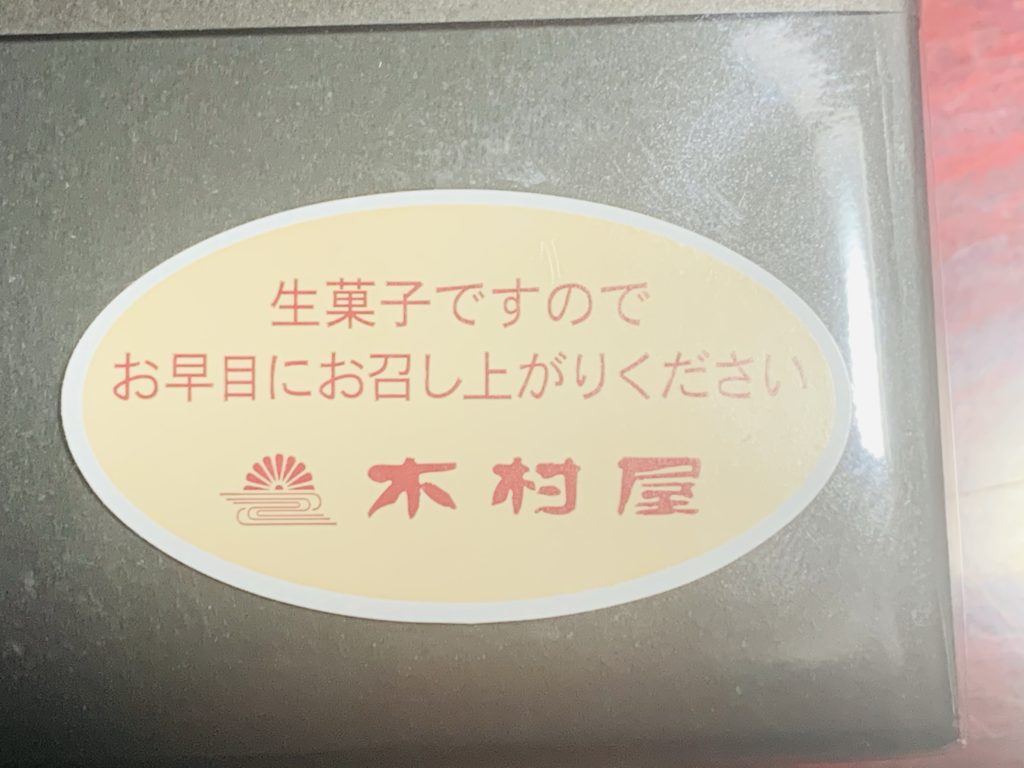 生菓子ですので
お早目にお召し上がりください
木村屋